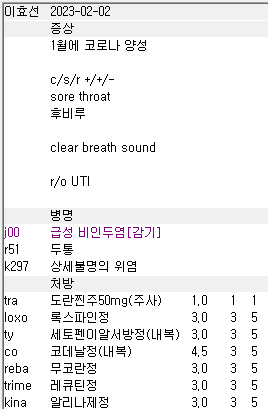 이효선 2023-02-02
증상
1월에 코로나 양성
c/s/r +/+/-
sore throat
후비루
clear breath sound
r/o UTI
병명
j00 급성 비인두염[감기]
r51 두통
k297 상세불명의 위염
처방
tra 도란찐주50mg(주사) 1.0 1 1
loxo 록스파인정 3.0 3 5
ty 세토펜이알서방정(내복) 3.0 3 5
co 코데날정(내복) 4.5 3 5
reba 무코란정 3.0 3 5
trime 레큐틴정 3.0 3 5
kina 알리나제정 3.0 3 5